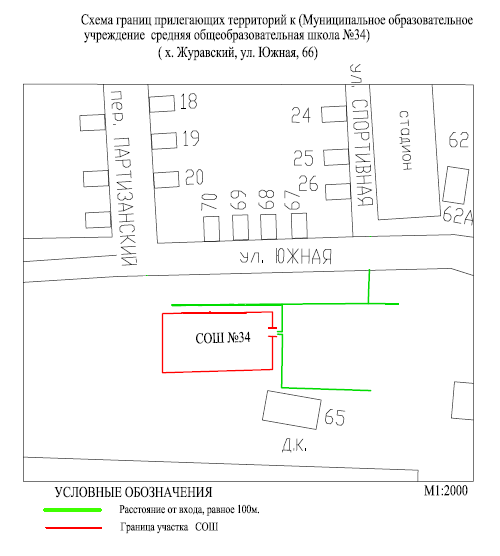 Схема границ прилегающих территорий к (Муниципальное образовательное
учреждение средняя общеобразовательная школа №34)
( х. Журавский, ул. Южная, 66)
пер. ПАРТИЗАНСКИЙ
18
19
20
70
69
68
67
24
25
26
ул. СПОРТИВНАЯ
стадион
62
62А
ул. ЮЖНАЯ
СОШ №34
65
Д.К.
УСЛОВНЫЕ ОБОЗНАЧЕНИЯ
М1:2000
Расстояние от входа, равное 100м.
Граница участка СОШ